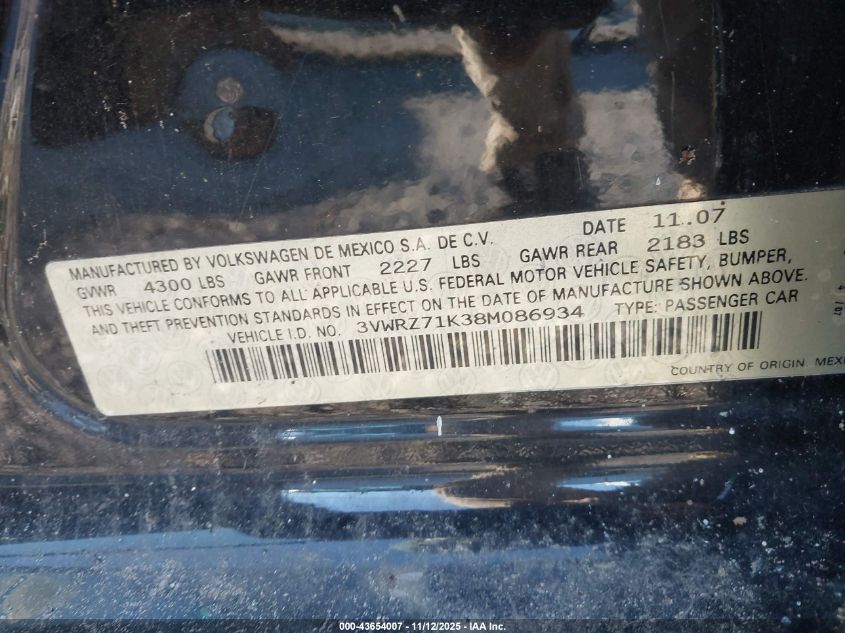 MANUFACTURED BY VOLKSWAGEN DE MEXICO S.A. DE C.V. DATE 11.07
GVWR 4300 LBS GAWR FRONT 2227 LBS GAWR REAR 2183 LBS
THIS VEHICLE CONFORMS TO ALL APPLICABLE U.S. FEDERAL MOTOR VEHICLE SAFETY, BUMPER,
AND THEFT PREVENTION STANDARDS IN EFFECT ON THE DATE OF MANUFACTURE SHOWN ABOVE.
VEHICLE I.D. NO. 3VWRZ71K38M086934 TYPE: PASSENGER CAR
COUNTRY OF ORIGIN MEXI
000-43654007 - 11/12/2025 - IAA Inc.